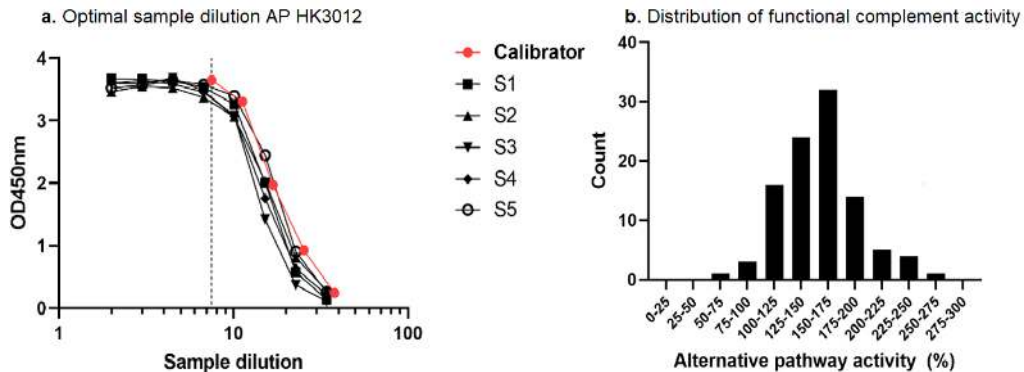 a. Optimal sample dilution AP HK3012
OD450nm
4
3
2
1
0
1
10
100
Sample dilution
Calibrator
S1
S2
S3
S4
S5
b. Distribution of functional complement activity
Count
40
30
20
10
0
0-25
25-50
50-75
75-100
100-125
125-150
150-175
175-200
200-225
225-250
250-275
275-300
Alternative pathway activity (%)